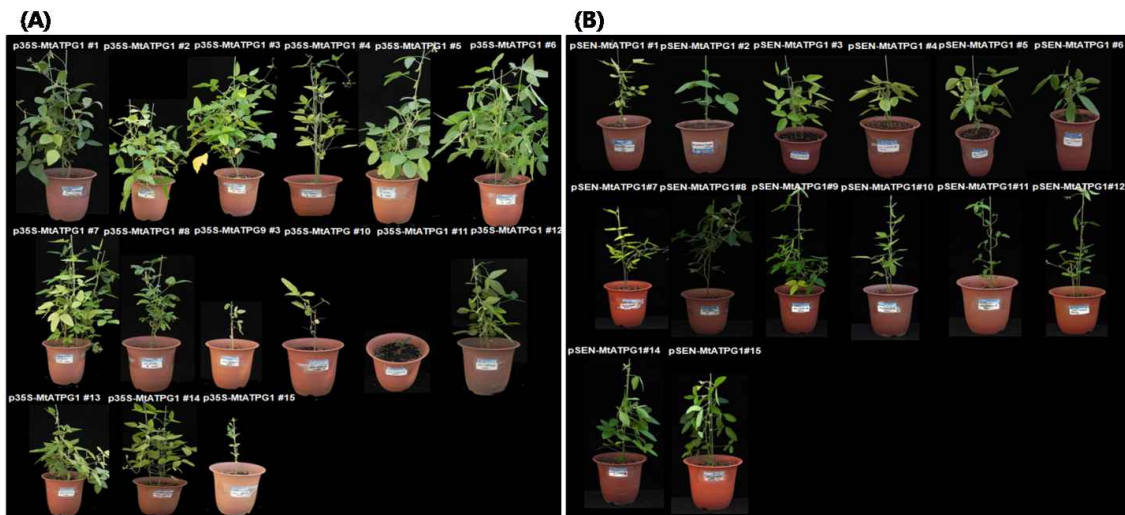 (A)
p35S-MtATPG1 #1 p35S-MtATPG1 #2 p35S-MtATPG1 #3 p35S-MtATPG1 #4 p35S-MtATPG1 #5 p35S-MtATPG1 #6
p35S-MtATPG1 #7 p35S-MtATPG1 #8 p35S-MtATPG9 #3 p35S-MtATPG #10 p35S-MtATPG1 #11 p35S-MtATPG1 #12
p35S-MtATPG1 #13 p35S-MtATPG1 #14 p35S-MtATPG1 #15
(B)
pSEN-MtATPG1 #1 pSEN-MtATPG1 #2 pSEN-MtATPG1 #3 pSEN-MtATPG1 #4 pSEN-MtATPG1 #5 pSEN-MtATPG1 #6
pSEN-MtATPG1#7 pSEN-MtATPG1#8 pSEN-MtATPG1#9 pSEN-MtATPG1#10 pSEN-MtATPG1#11 pSEN-MtATPG1#12
pSEN-MtATPG1#14 pSEN-MtATPG1#15